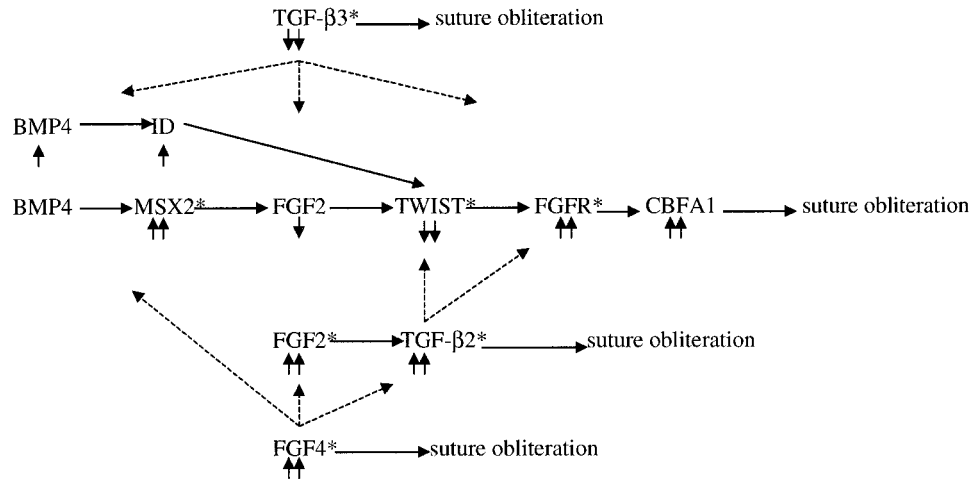 TGF-β3* suture obliteration
BMP4 ID
BMP4 MSX2* FGF2 TWIST* FGFR* CBFA1 suture obliteration
FGF2* TGF-β2* suture obliteration
FGF4* suture obliteration